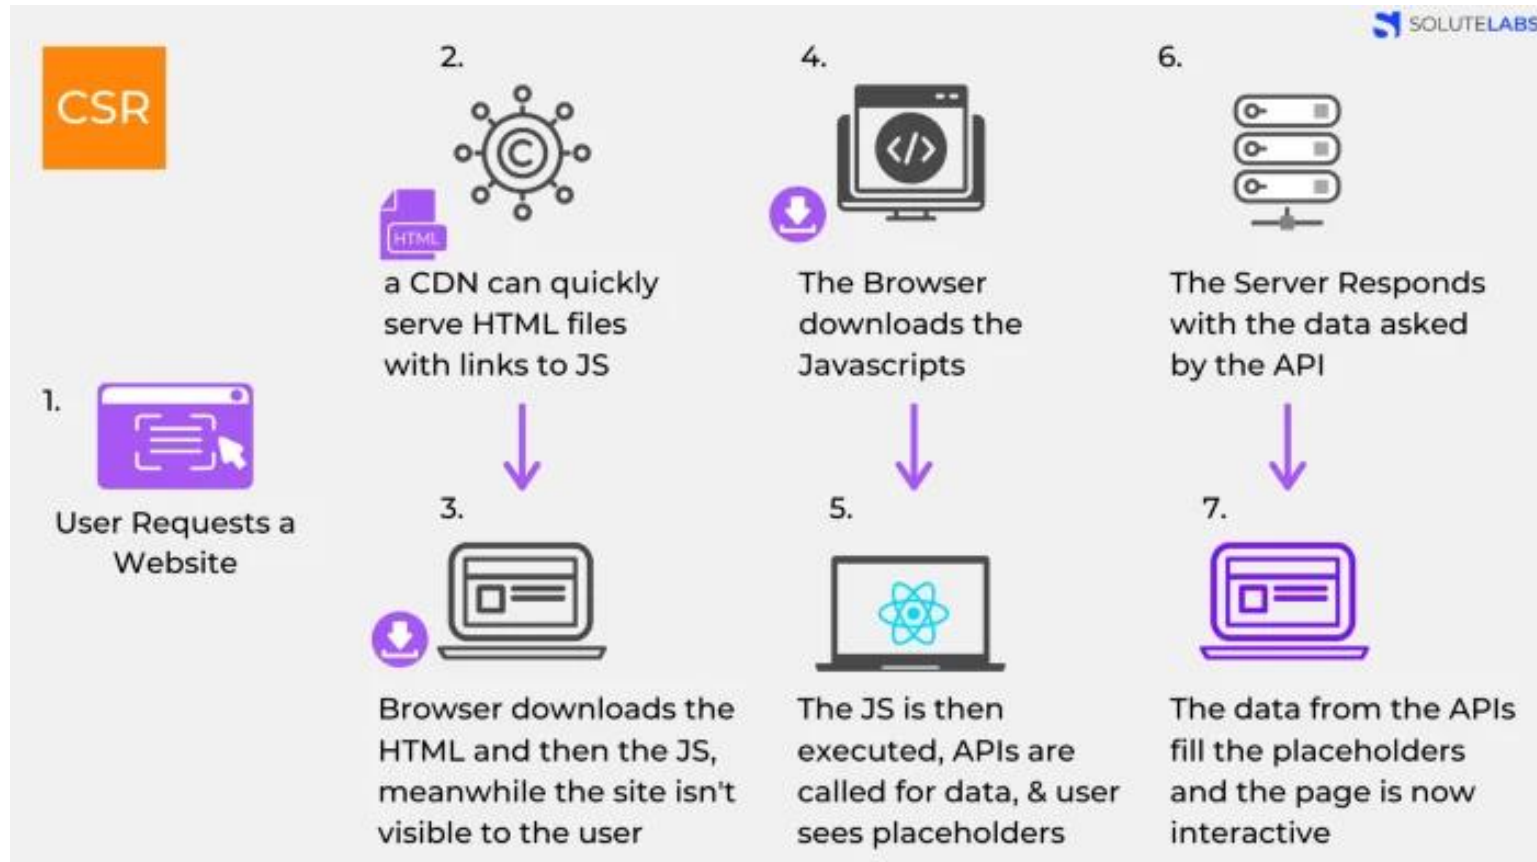 SOLUTELABS
CSR
1.
User Requests a
Website
2.
HTML
a CDN can quickly
serve HTML files
with links to JS
3.
Browser downloads the
HTML and then the JS,
meanwhile the site isn't
visible to the user
4.
</>
The Browser
downloads the
Javascripts
5.
The JS is then
executed, APIs are
called for data, & user
sees placeholders
6.
The Server Responds
with the data asked
by the API
7.
The data from the APIs
fill the placeholders
and the page is now
interactive